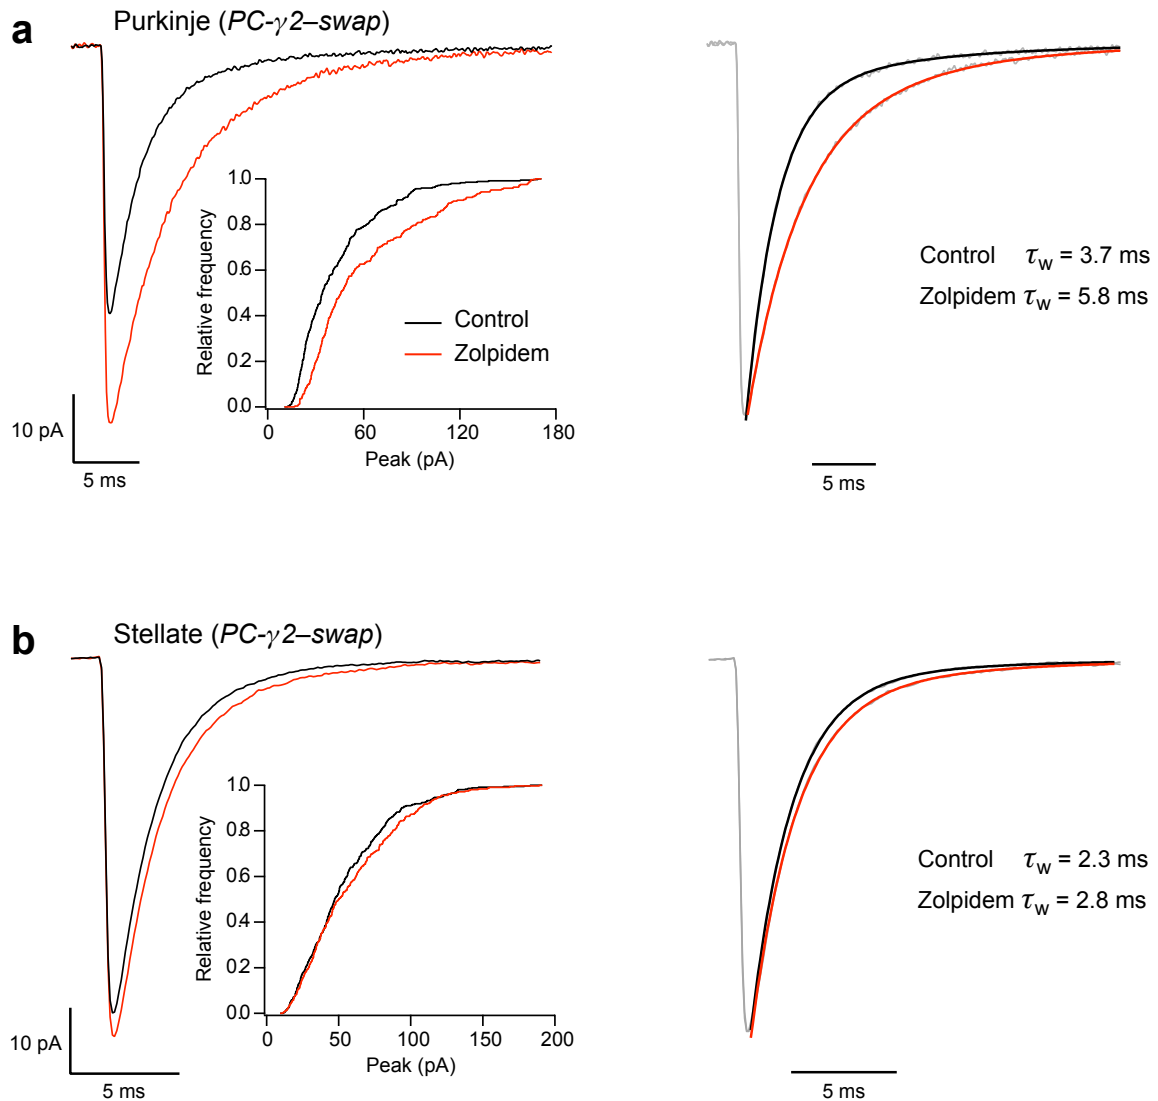 a
Purkinje (PC-γ2–swap)
10 pA
5 ms
Relative frequency
1.0
0.8
0.6
0.4
0.2
0.0
0 60 120 180
Peak (pA)
Control
Zolpidem
Control τw = 3.7 ms
Zolpidem τw = 5.8 ms
5 ms
b
Stellate (PC-γ2–swap)
10 pA
5 ms
Relative frequency
1.0
0.8
0.6
0.4
0.2
0.0
0 50 100 150 200
Peak (pA)
Control τw = 2.3 ms
Zolpidem τw = 2.8 ms
5 ms